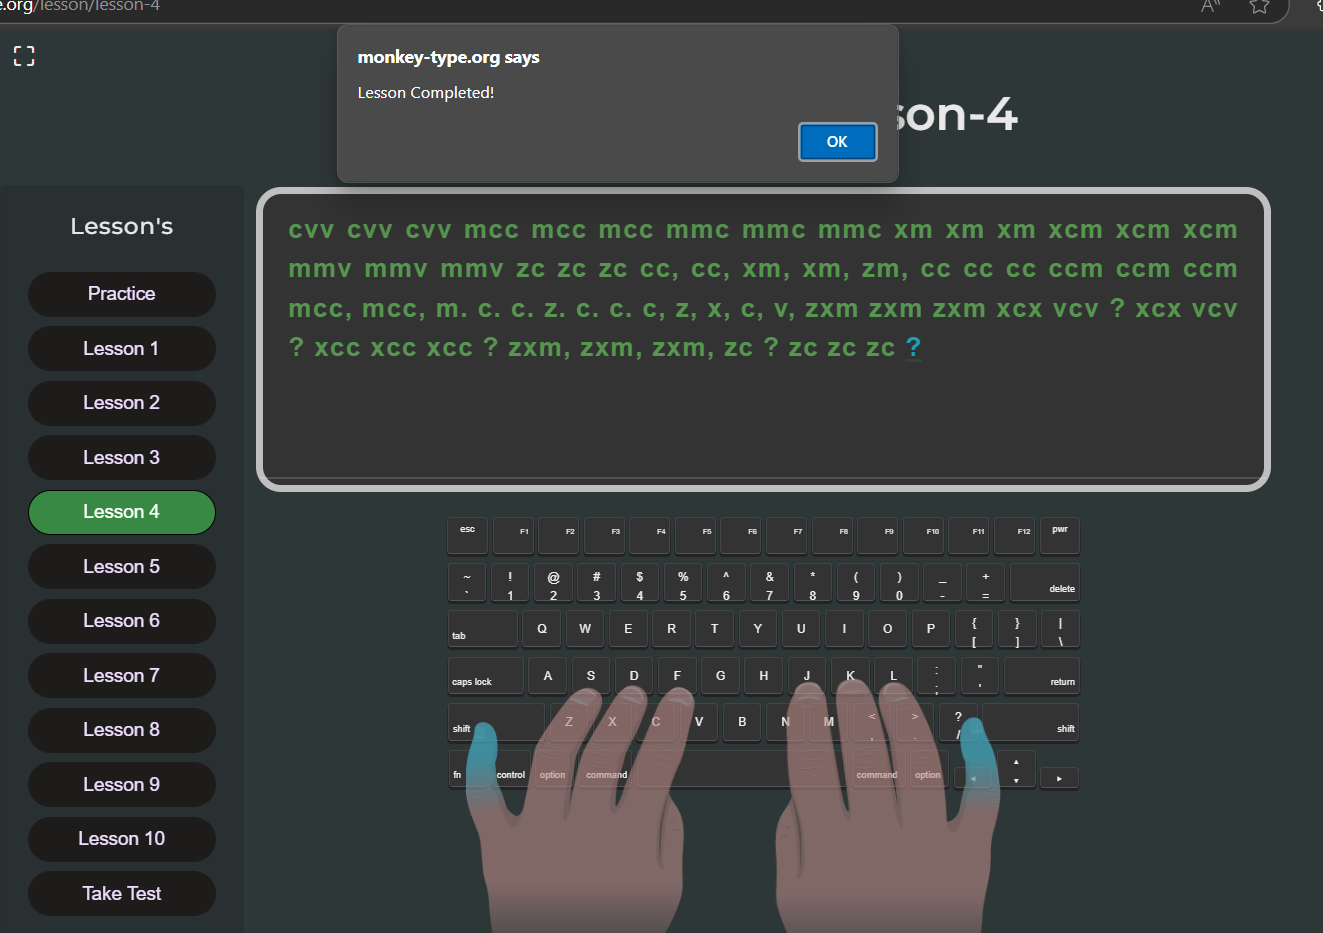 e.org/lesson/lesson-4
monkey-type.org says
Lesson Completed!
OK
son-4
Lesson's
Practice
Lesson 1
Lesson 2
Lesson 3
Lesson 4
Lesson 5
Lesson 6
Lesson 7
Lesson 8
Lesson 9
Lesson 10
Take Test
cvv cvv cvv mcc mcc mcc mmc mmc mmc xm xm xm xcm xcm xcm
mmv mmv mmv zc zc zc cc, cc, xm, xm, zm, cc cc cc ccm ccm ccm
mcc, mcc, m. c. c. z. c. c. c, z, x, c, v, zxm zxm zxm xcx vcv ? xcx vcv
? xcc xcc xcc ? zxm, zxm, zxm, zc ? zc zc zc ?
esc F1 F2 F3 F4 F5 F6 F7 F8 F9 F10 F11 F12 pwr
~ ! @ # $ % ^ & * ( ) _ +
` 1 2 3 4 5 6 7 8 9 0 - = delete
tab Q W E R T Y U I O P { } |
[ ] \
caps lock A S D F G H J K L : " return
; '
shift Z X C V B N M < > ? shift
, . /
fn control option command command option ◂ ▴ ▾ ▸